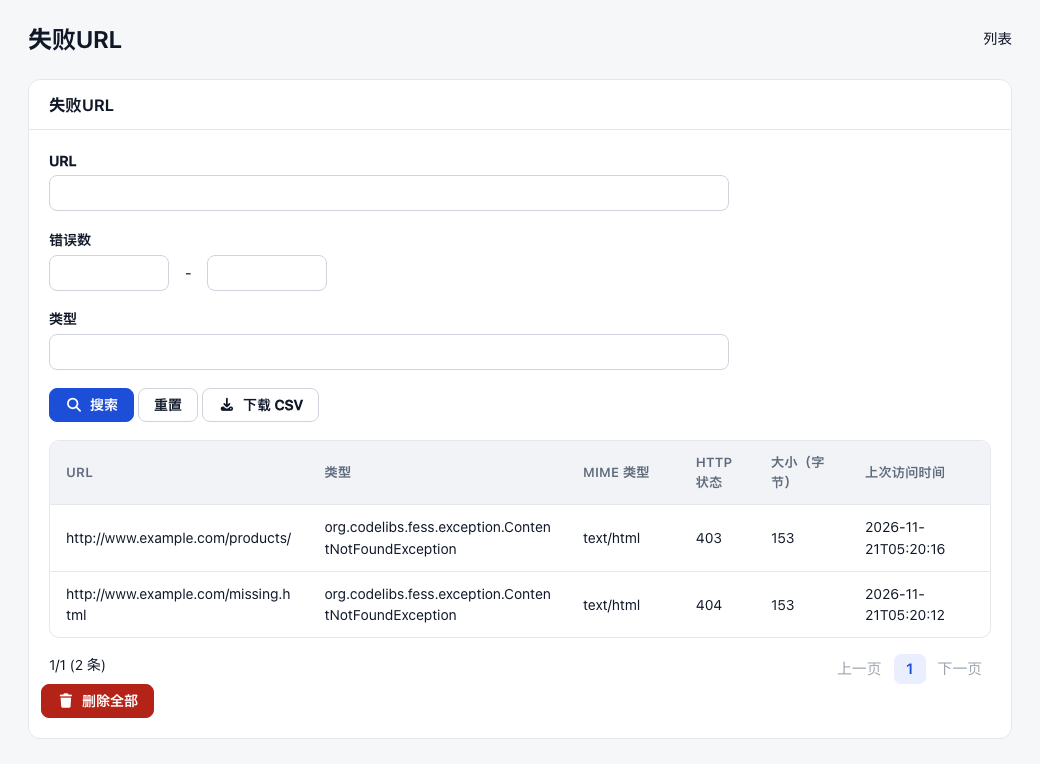 失败URL
列表
失败URL
URL
错误数
-
类型
搜索 重置 下载 CSV
URL 类型 MIME 类型 HTTP 状态 大小（字节） 上次访问时间
http://www.example.com/products/ org.codelibs.fess.exception.ContentNotFoundException text/html 403 153 2026-11-21T05:20:16
http://www.example.com/missing.html org.codelibs.fess.exception.ContentNotFoundException text/html 404 153 2026-11-21T05:20:12
1/1 (2 条)
上一页 1 下一页
删除全部